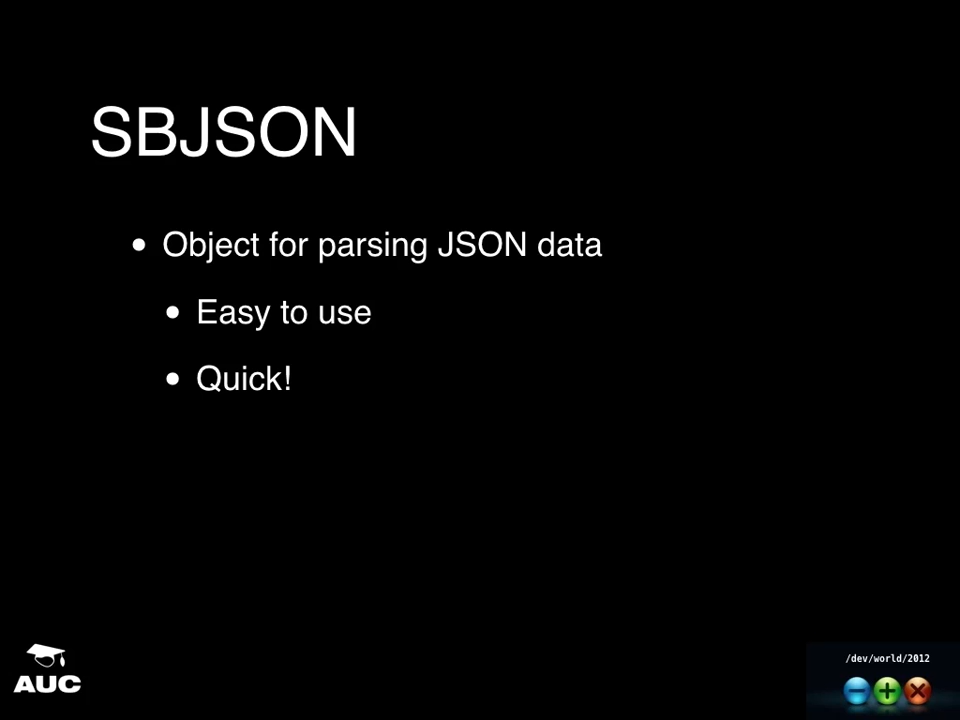 SBJSON
• Object for parsing JSON data
• Easy to use
• Quick!
AUC
/dev/world/2012